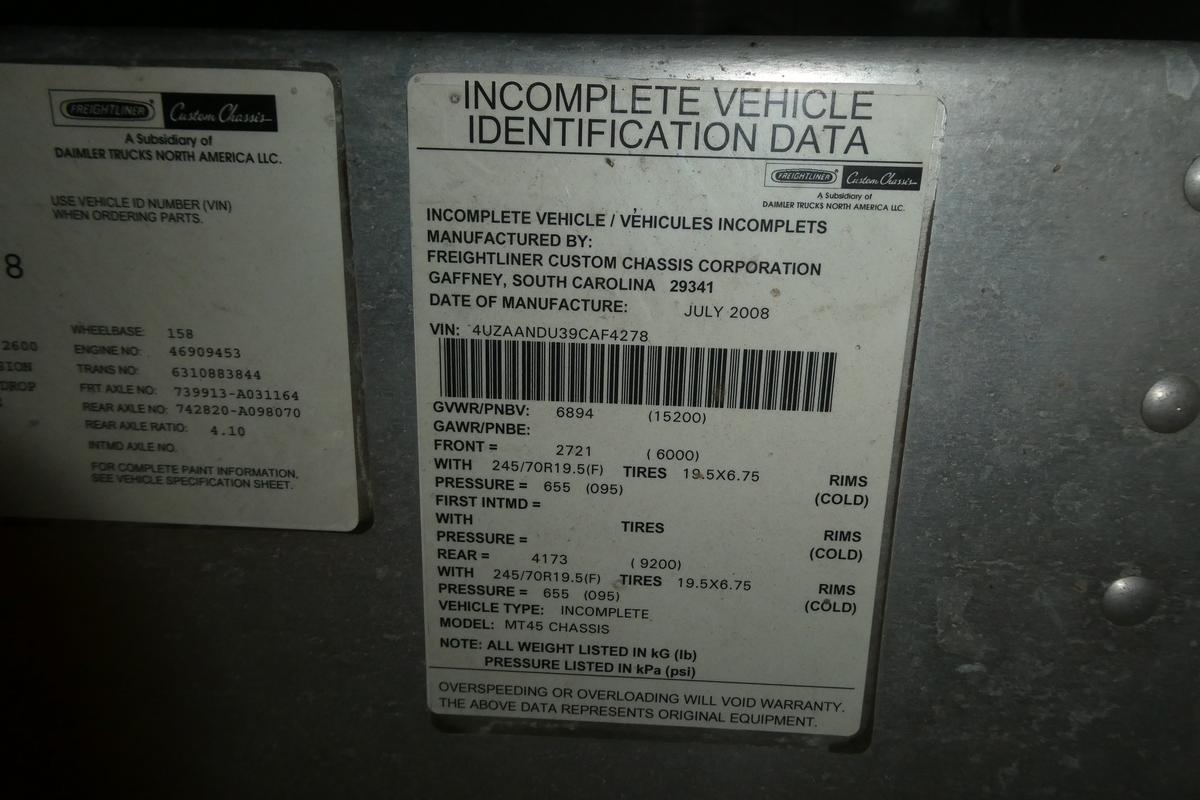 FREIGHTLINER Custom Chassis
A Subsidiary of
DAIMLER TRUCKS NORTH AMERICA LLC.
USE VEHICLE ID NUMBER (VIN)
WHEN ORDERING PARTS.
8
WHEELBASE: 158
2600 ENGINE NO: 46909453
TRANS NO: 6310883844
DROP FRT AXLE NO: 739913-A031164
REAR AXLE NO: 742820-A098070
REAR AXLE RATIO: 4.10
INTMD AXLE NO.
FOR COMPLETE PAINT INFORMATION,
SEE VEHICLE SPECIFICATION SHEET.
INCOMPLETE VEHICLE
IDENTIFICATION DATA
FREIGHTLINER Custom Chassis
A Subsidiary of
DAIMLER TRUCKS NORTH AMERICA LLC.
INCOMPLETE VEHICLE / VÉHICULES INCOMPLETS
MANUFACTURED BY:
FREIGHTLINER CUSTOM CHASSIS CORPORATION
GAFFNEY, SOUTH CAROLINA 29341
DATE OF MANUFACTURE: JULY 2008
VIN: 4UZAANDU39CAF4278
GVWR/PNBV: 6894 (15200)
GAWR/PNBE:
FRONT = 2721 ( 6000)
WITH 245/70R19.5(F) TIRES 19.5X6.75 RIMS
PRESSURE = 655 (095) (COLD)
FIRST INTMD =
WITH TIRES RIMS
PRESSURE = (COLD)
REAR = 4173 ( 9200)
WITH 245/70R19.5(F) TIRES 19.5X6.75 RIMS
PRESSURE = 655 (095) (COLD)
VEHICLE TYPE: INCOMPLETE
MODEL: MT45 CHASSIS
NOTE: ALL WEIGHT LISTED IN kG (lb)
PRESSURE LISTED IN kPa (psi)
OVERSPEEDING OR OVERLOADING WILL VOID WARRANTY.
THE ABOVE DATA REPRESENTS ORIGINAL EQUIPMENT.